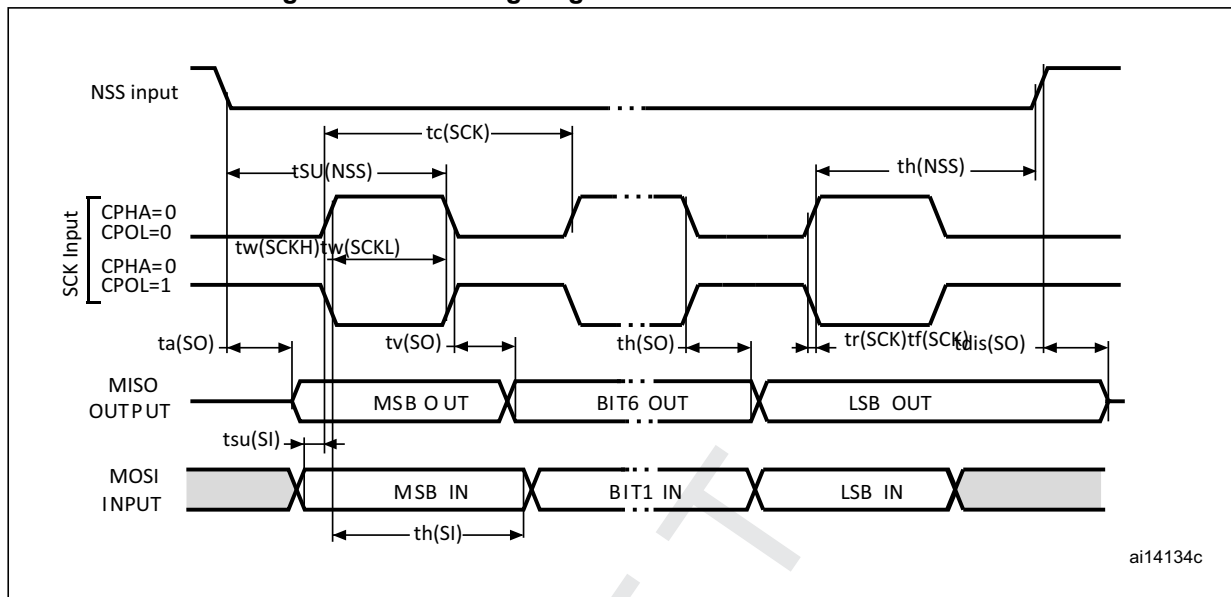 NSS input
tc(SCK)
tSU(NSS)
th(NSS)
SCK Input
CPHA=0
CPOL=0
tw(SCKH)
tw(SCKL)
CPHA=0
CPOL=1
ta(SO)
tv(SO)
th(SO)
tr(SCK)
tf(SCK)
tdis(SO)
MISO
OUTPUT
MSB OUT
BIT6 OUT
LSB OUT
tsu(SI)
MOSI
INPUT
MSB IN
BIT1 IN
LSB IN
th(SI)
ai14134c